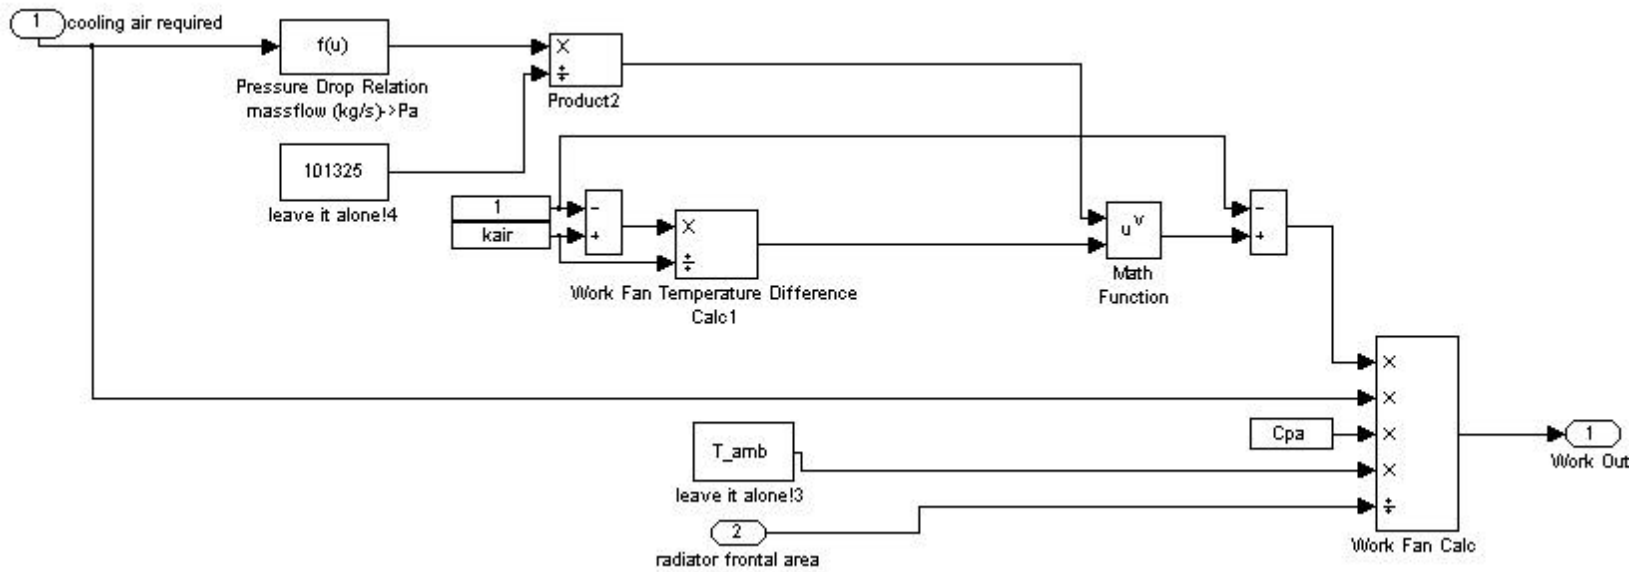 1
cooling air required
f(u)
Pressure Drop Relation
massflow (kg/s)->Pa
×
÷
Product2
101325
leave it alone!4
1
kair
-
+
×
÷
Work Fan Temperature Difference
Calc1
u^v
Math
Function
-
+
×
×
×
×
÷
Work Fan Calc
Cpa
T_amb
leave it alone!3
2
radiator frontal area
1
Work Out